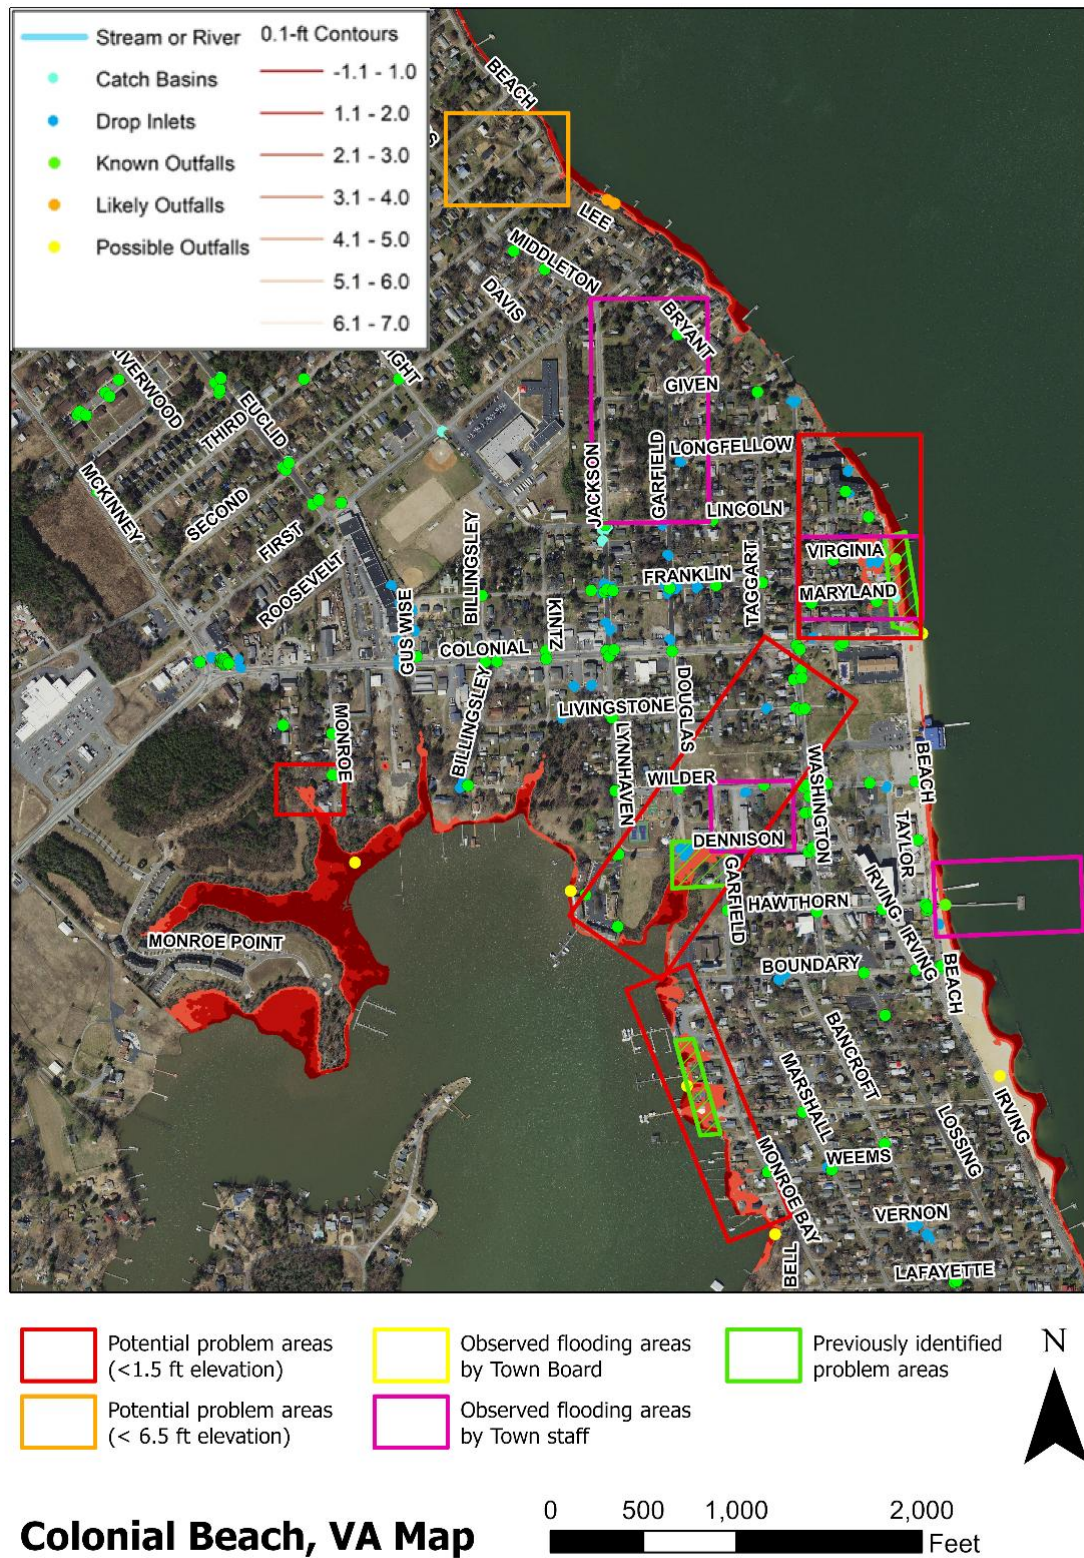 Stream or River
Catch Basins
Drop Inlets
Known Outfalls
Likely Outfalls
Possible Outfalls
0.1-ft Contours
-1.1 - 1.0
1.1 - 2.0
2.1 - 3.0
3.1 - 4.0
4.1 - 5.0
5.1 - 6.0
6.1 - 7.0
BEACH
LEE
MIDDLETON
DAVIS
BRYANT
GIVEN
EUCLID
THIRD
SECOND
FIRST
MCKINNEY
ROOSEVELT
JACKSON
GARFIELD
LONGFELLOW
LINCOLN
VIRGINIA
MARYLAND
FRANKLIN
TAGGART
BILLINGSLEY
KINTZ
GUS WISE
COLONIAL
BILLINGSLEY
MONROE
LIVINGSTONE
DOUGLAS
LYNNHAVEN
WILDER
WASHINGTON
BEACH
TAYLOR
DENNISON
GARFIELD
HAWTHORN
IRVING
IRVING
BEACH
MONROE POINT
BOUNDARY
BANCROFT
MARSHALL
IRVING
LOSSING
WEEMS
MONROE BAY
VERNON
BELL
LAFAYETTE
Potential problem areas
(<1.5 ft elevation)
Potential problem areas
(< 6.5 ft elevation)
Observed flooding areas
by Town Board
Observed flooding areas
by Town staff
Previously identified
problem areas
N
Colonial Beach, VA Map
0 500 1,000 2,000
Feet